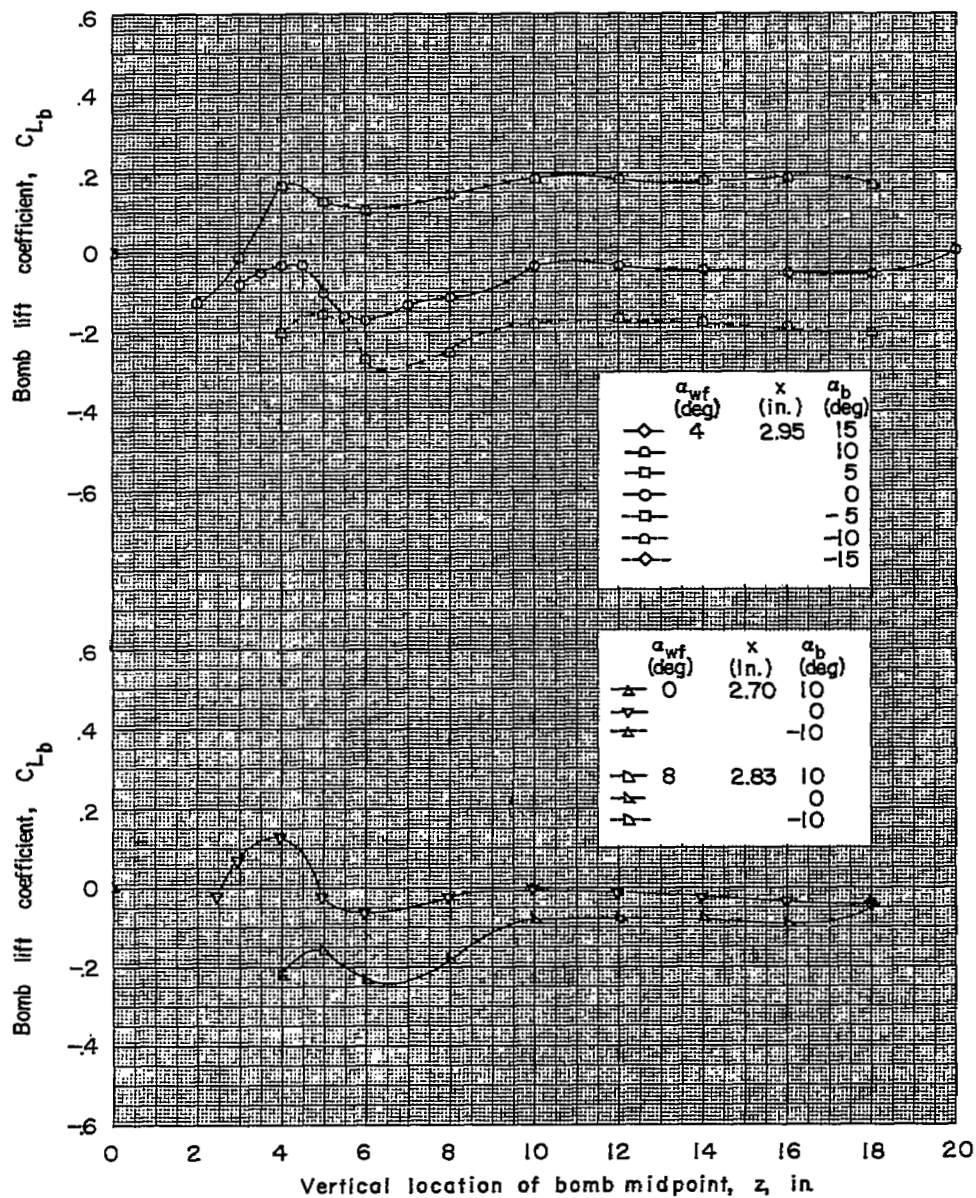 .6
.4
.2
0
-.2
-.4
-.6
Bomb lift coefficient, C_Lb
α_wf (deg) x (in.) α_b (deg)
4 2.95 15
10
5
0
-5
-10
-15
.6
.4
.2
0
-.2
-.4
-.6
Bomb lift coefficient, C_Lb
α_wf (deg) x (in.) α_b (deg)
0 2.70 10
0
-10
8 2.83 10
0
-10
0 2 4 6 8 10 12 14 16 18 20
Vertical location of bomb midpoint, z, in.